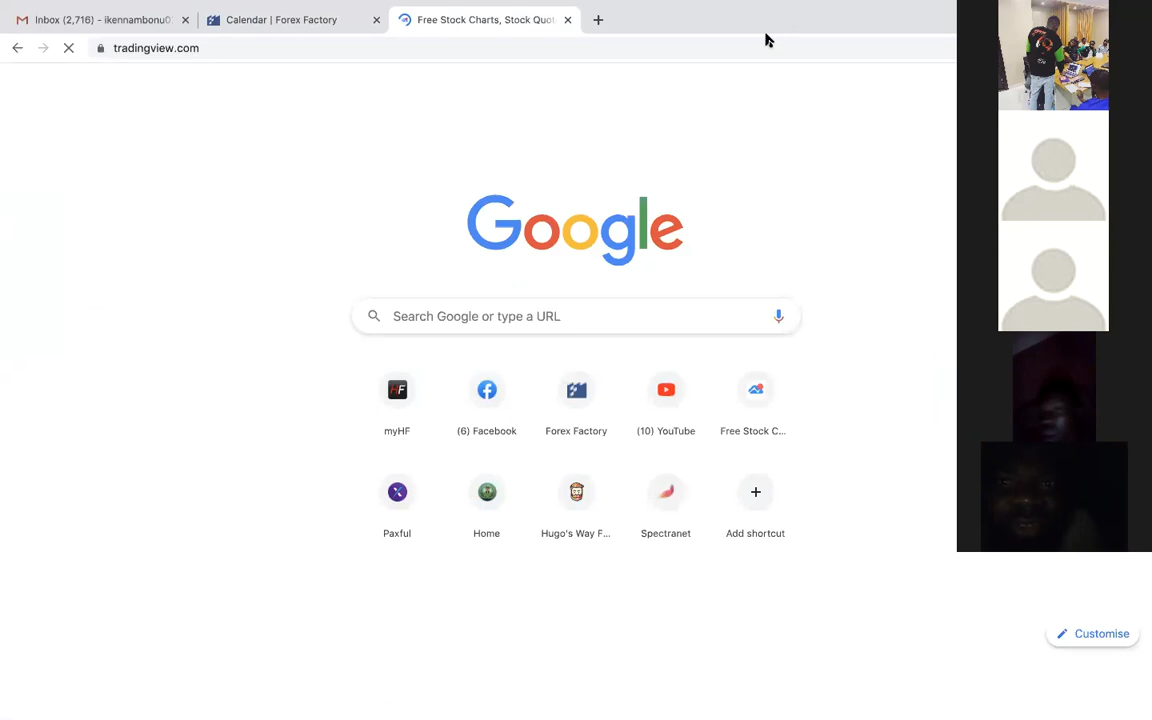 Inbox (2,716) - ikennambonu0
Calendar | Forex Factory
Free Stock Charts, Stock Quot
tradingview.com
Google
Search Google or type a URL
myHF
(6) Facebook
Forex Factory
(10) YouTube
Free Stock C...
Paxful
Home
Hugo's Way F...
Spectranet
Add shortcut
Customise